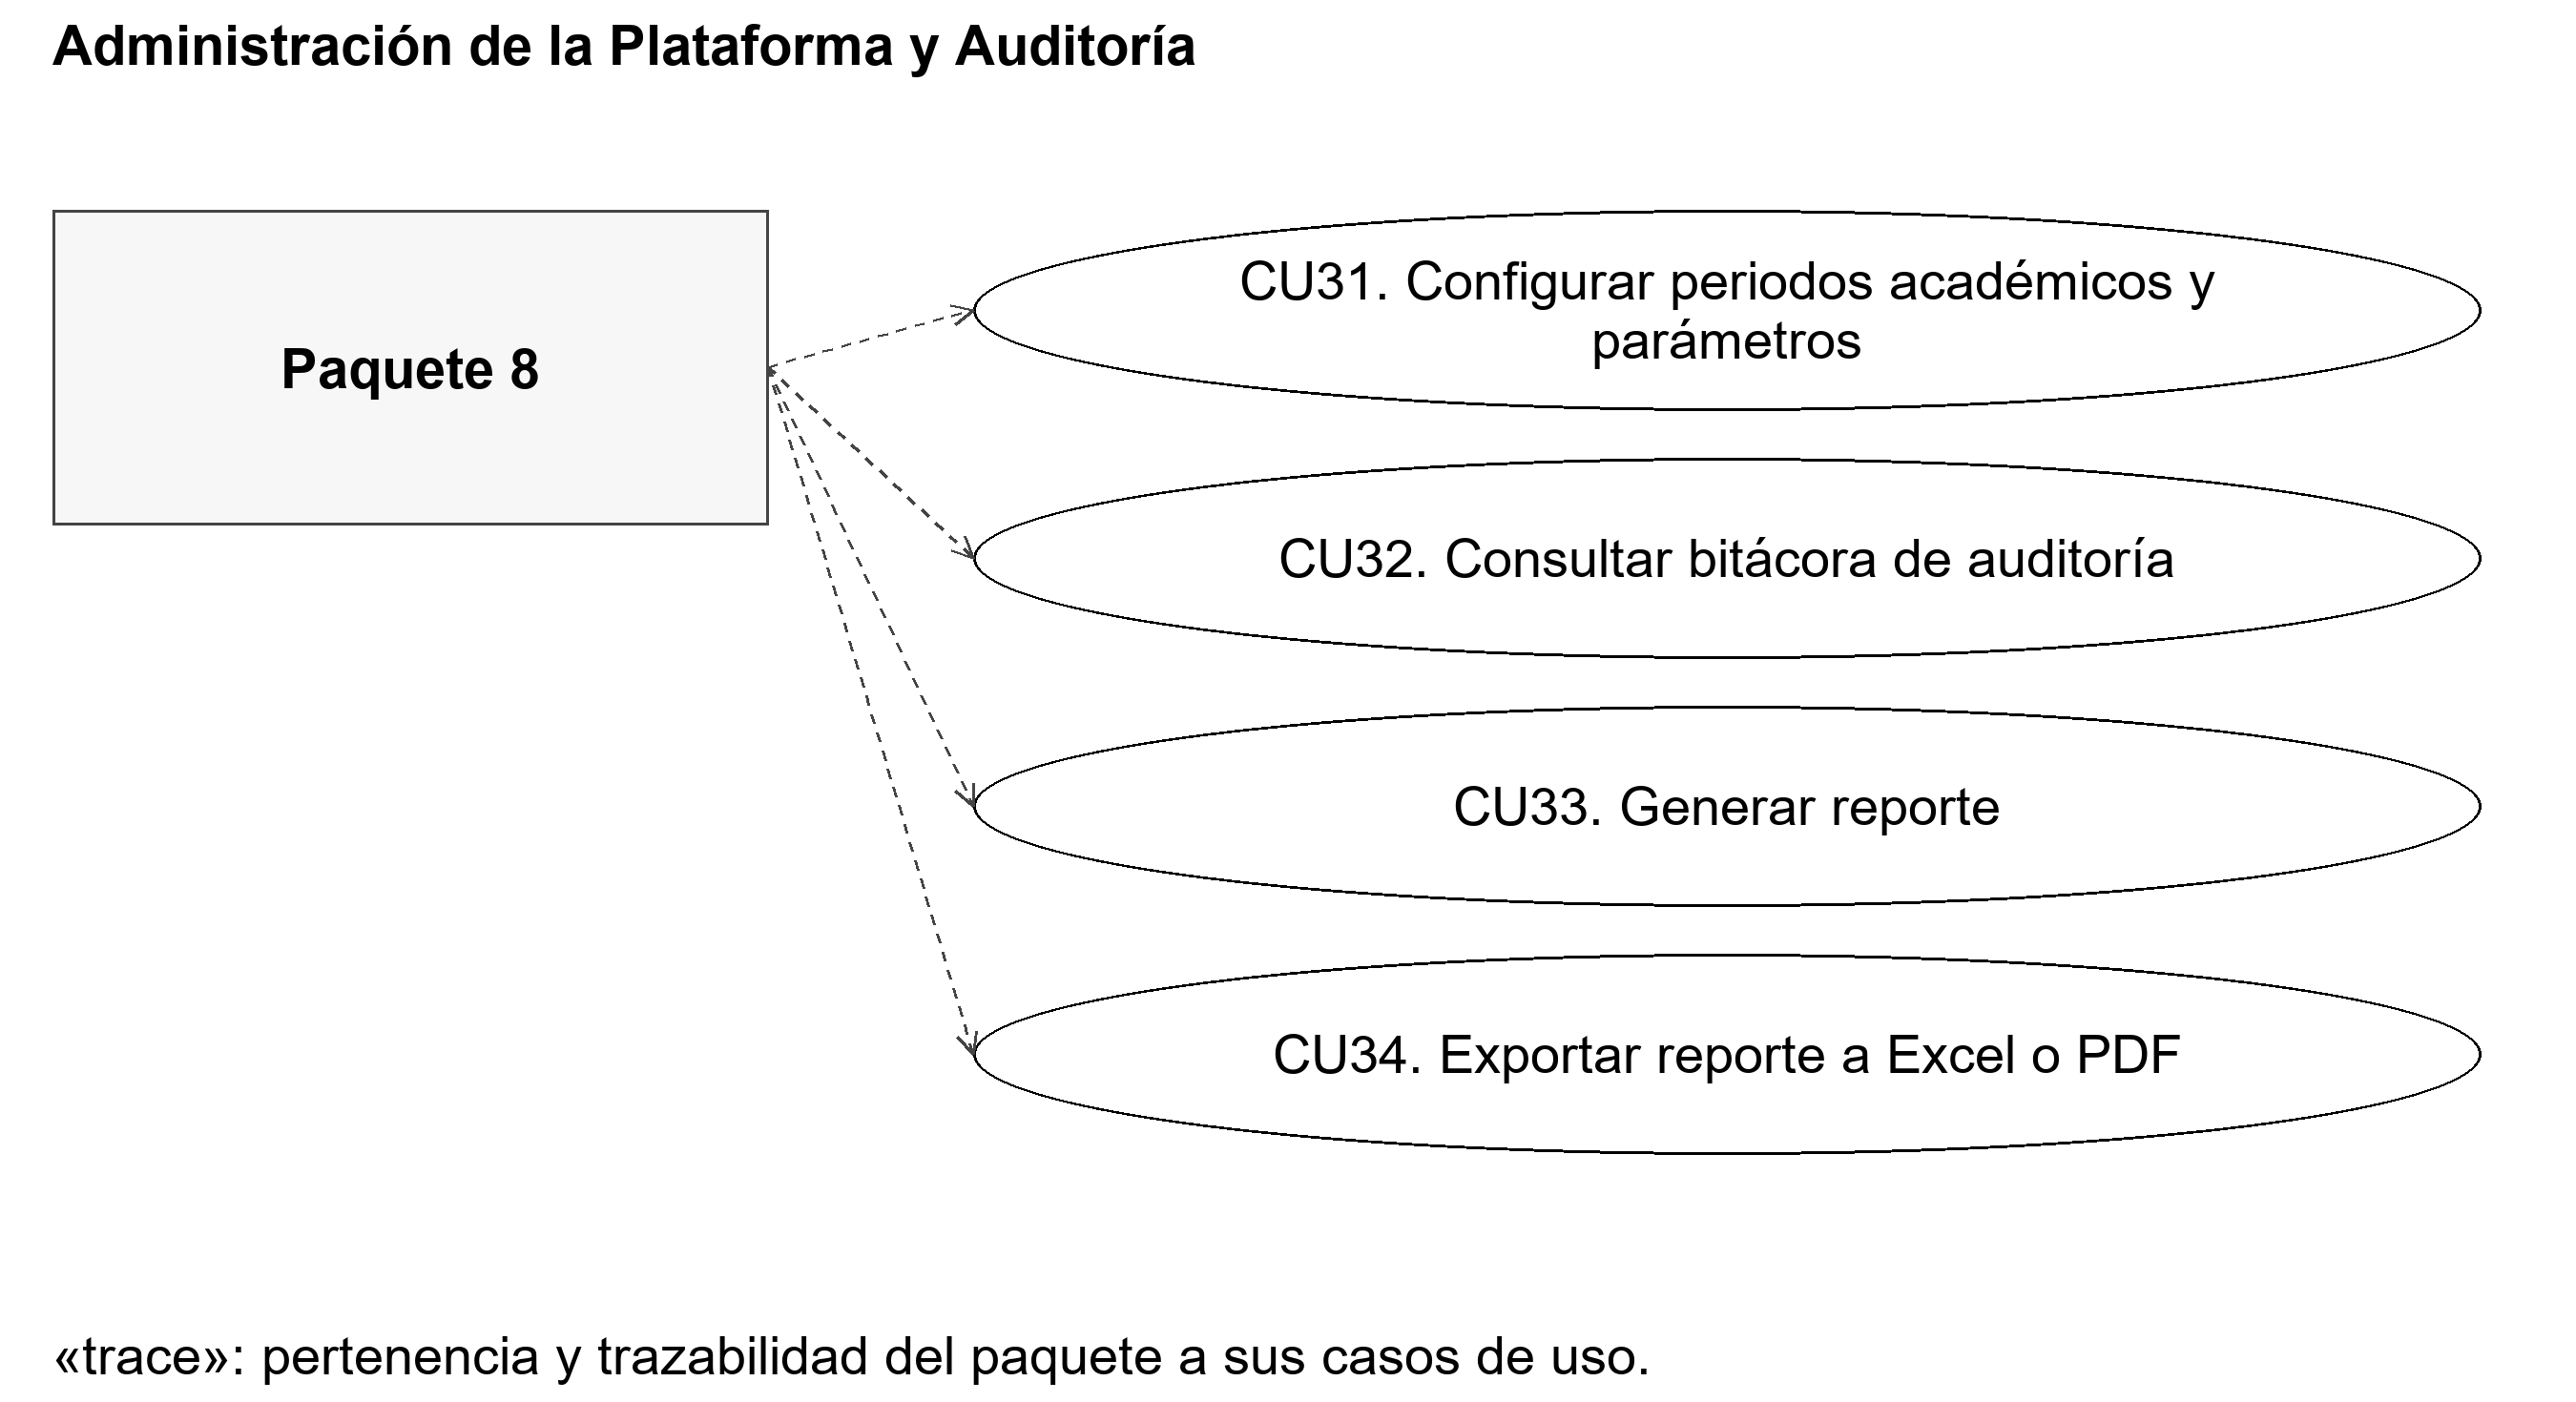 Administración de la Plataforma y Auditoría
Paquete 8
CU31. Configurar periodos académicos y
parámetros
CU32. Consultar bitácora de auditoría
CU33. Generar reporte
CU34. Exportar reporte a Excel o PDF
«trace»: pertenencia y trazabilidad del paquete a sus casos de uso.